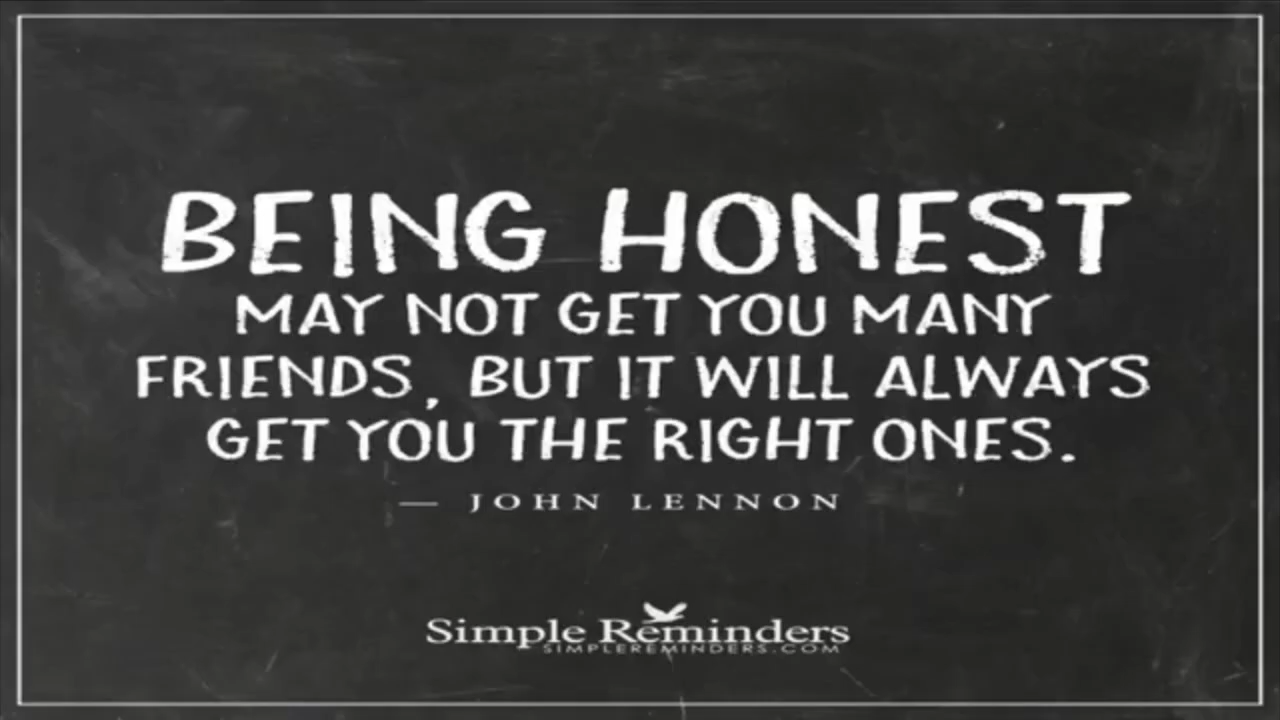 BEING HONEST
MAY NOT GET YOU MANY
FRIENDS, BUT IT WILL ALWAYS
GET YOU THE RIGHT ONES.
— JOHN LENNON
Simple Reminders
SIMPLEREMINDERS.COM